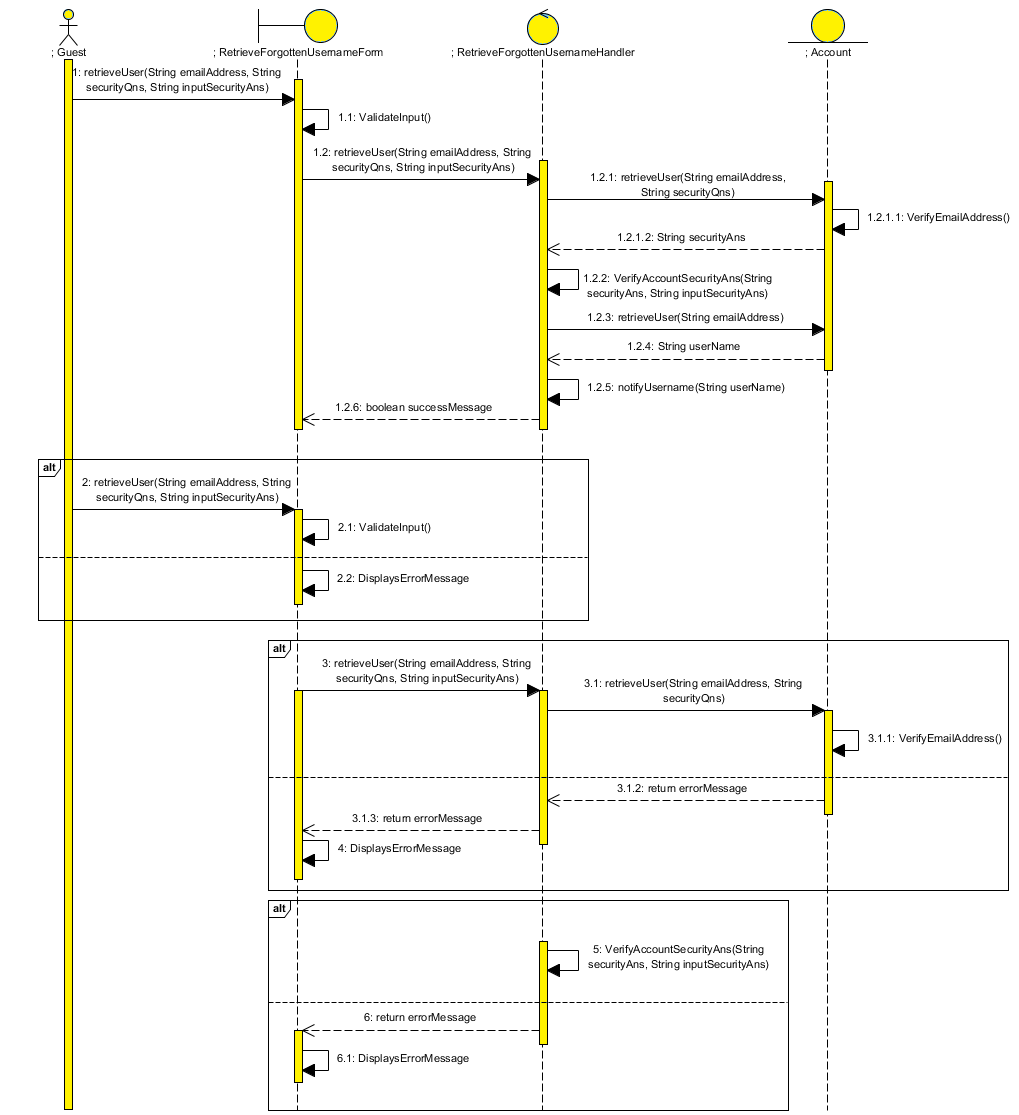 ; Guest
; RetrieveForgottenUsernameForm
; RetrieveForgottenUsernameHandler
; Account
1: retrieveUser(String emailAddress, String
securityQns, String inputSecurityAns)
1.1: ValidateInput()
1.2: retrieveUser(String emailAddress, String
securityQns, String inputSecurityAns)
1.2.1: retrieveUser(String emailAddress,
String securityQns)
1.2.1.1: VerifyEmailAddress()
1.2.1.2: String securityAns
1.2.2: VerifyAccountSecurityAns(String
securityAns, String inputSecurityAns)
1.2.3: retrieveUser(String emailAddress)
1.2.4: String userName
1.2.5: notifyUsername(String userName)
1.2.6: boolean successMessage
alt
2: retrieveUser(String emailAddress, String
securityQns, String inputSecurityAns)
2.1: ValidateInput()
2.2: DisplaysErrorMessage
alt
3: retrieveUser(String emailAddress, String
securityQns, String inputSecurityAns)
3.1: retrieveUser(String emailAddress, String
securityQns)
3.1.1: VerifyEmailAddress()
3.1.2: return errorMessage
3.1.3: return errorMessage
4: DisplaysErrorMessage
alt
5: VerifyAccountSecurityAns(String
securityAns, String inputSecurityAns)
6: return errorMessage
6.1: DisplaysErrorMessage